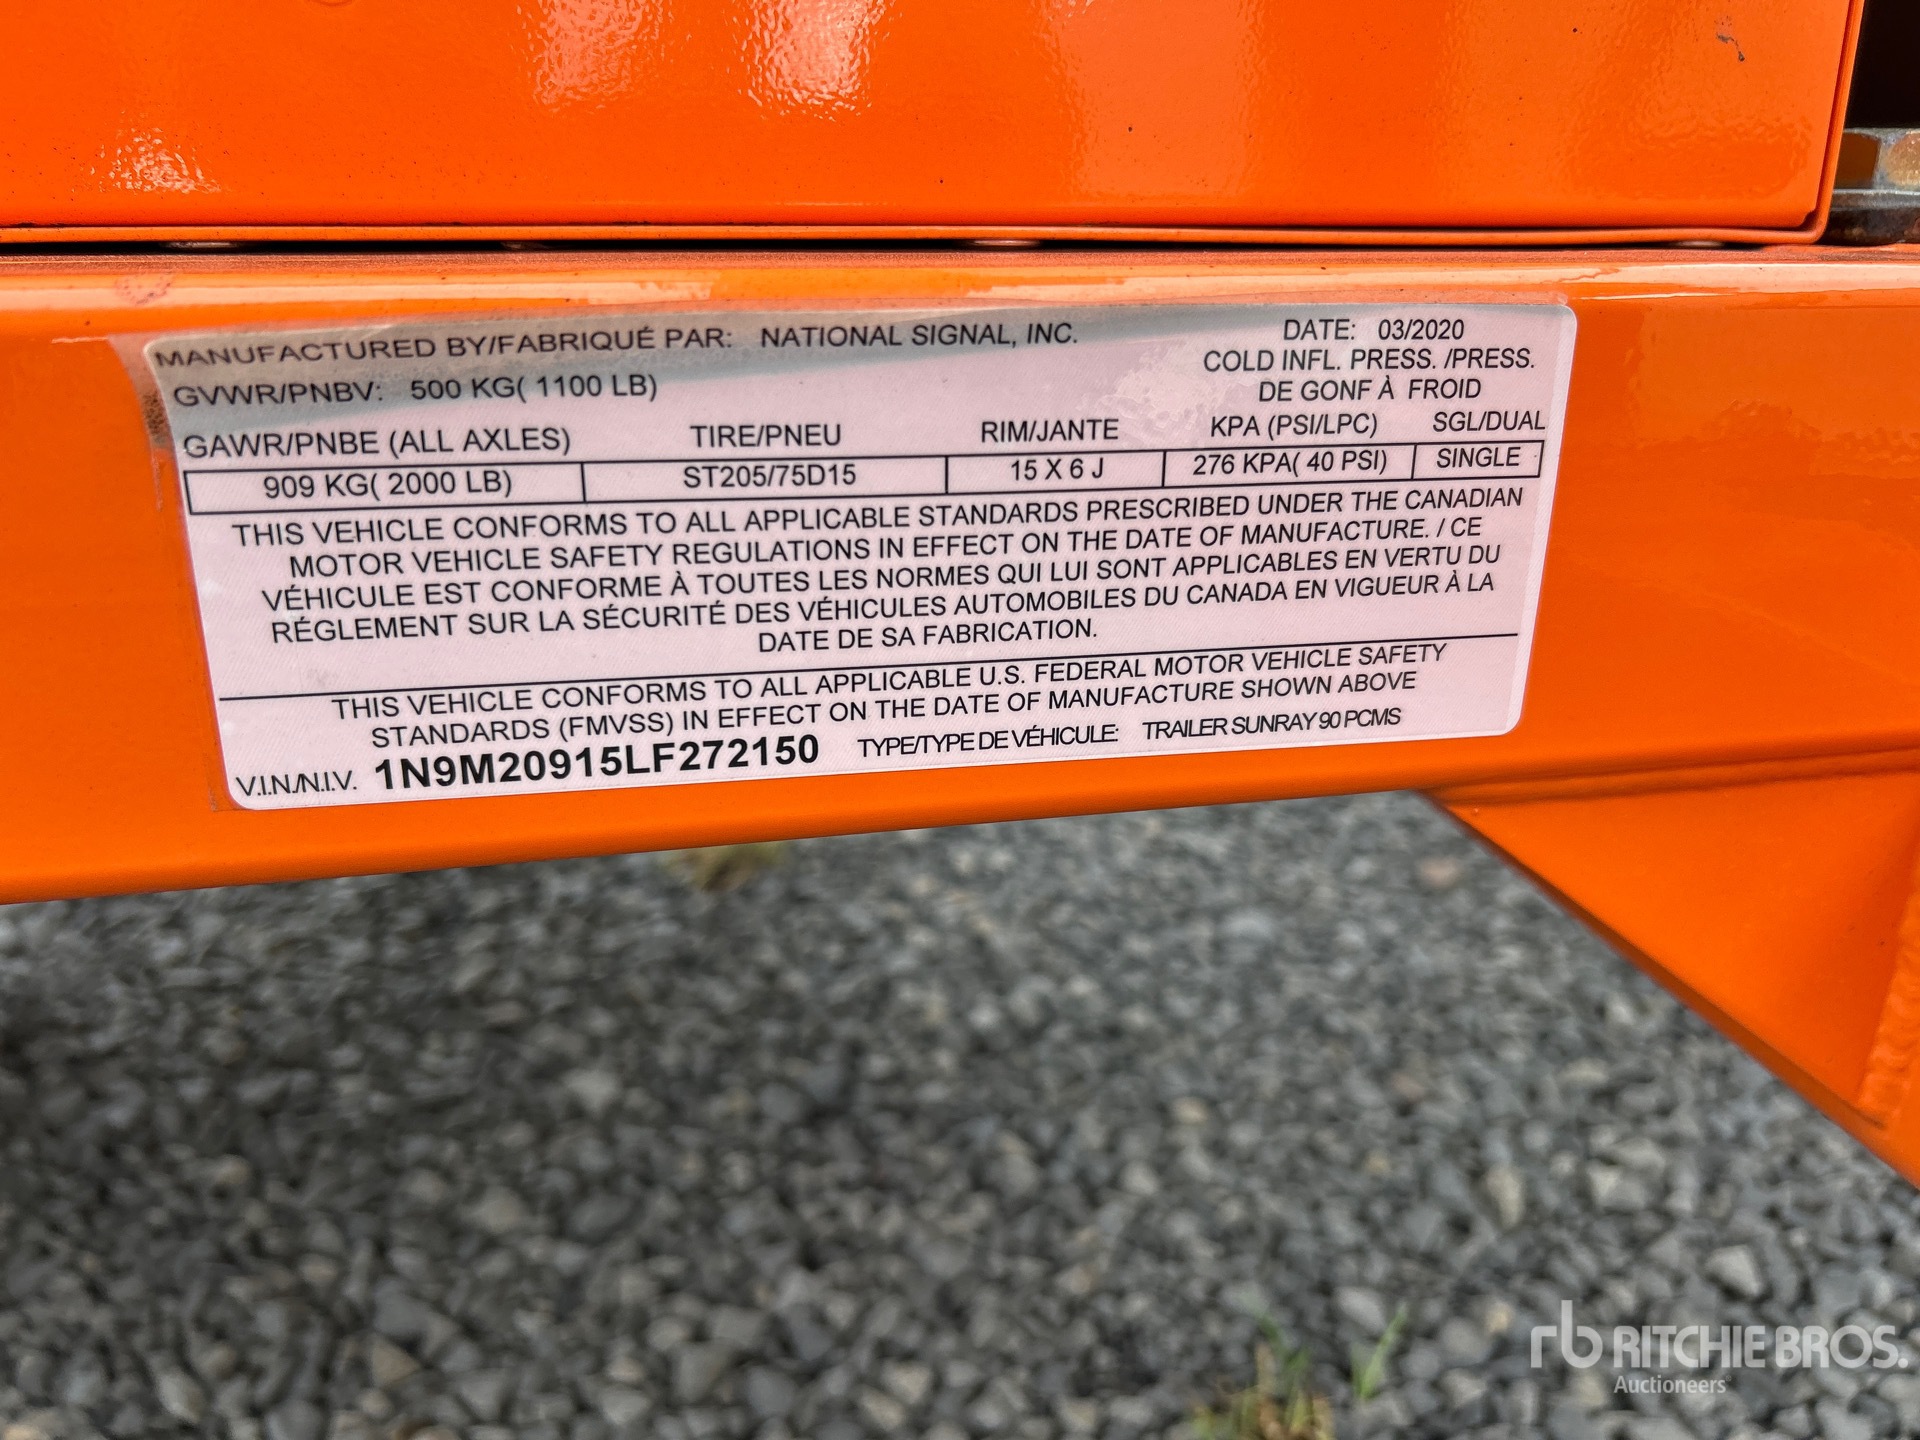 MANUFACTURED BY/FABRIQUÉ PAR: NATIONAL SIGNAL, INC. DATE: 03/2020
GVWR/PNBV: 500 KG( 1100 LB) COLD INFL. PRESS. /PRESS.
DE GONF À FROID
GAWR/PNBE (ALL AXLES) TIRE/PNEU RIM/JANTE KPA (PSI/LPC) SGL/DUAL
909 KG( 2000 LB) ST205/75D15 15 X 6 J 276 KPA( 40 PSI) SINGLE
THIS VEHICLE CONFORMS TO ALL APPLICABLE STANDARDS PRESCRIBED UNDER THE CANADIAN
MOTOR VEHICLE SAFETY REGULATIONS IN EFFECT ON THE DATE OF MANUFACTURE. / CE
VÉHICULE EST CONFORME À TOUTES LES NORMES QUI LUI SONT APPLICABLES EN VERTU DU
RÉGLEMENT SUR LA SÉCURITÉ DES VÉHICULES AUTOMOBILES DU CANADA EN VIGUEUR À LA
DATE DE SA FABRICATION.
THIS VEHICLE CONFORMS TO ALL APPLICABLE U.S. FEDERAL MOTOR VEHICLE SAFETY
STANDARDS (FMVSS) IN EFFECT ON THE DATE OF MANUFACTURE SHOWN ABOVE
V.I.N./N.I.V. 1N9M20915LF272150 TYPE/TYPE DE VÉHICULE: TRAILER SUNRAY 90 PCMS
rb RITCHIE BROS.
Auctioneers